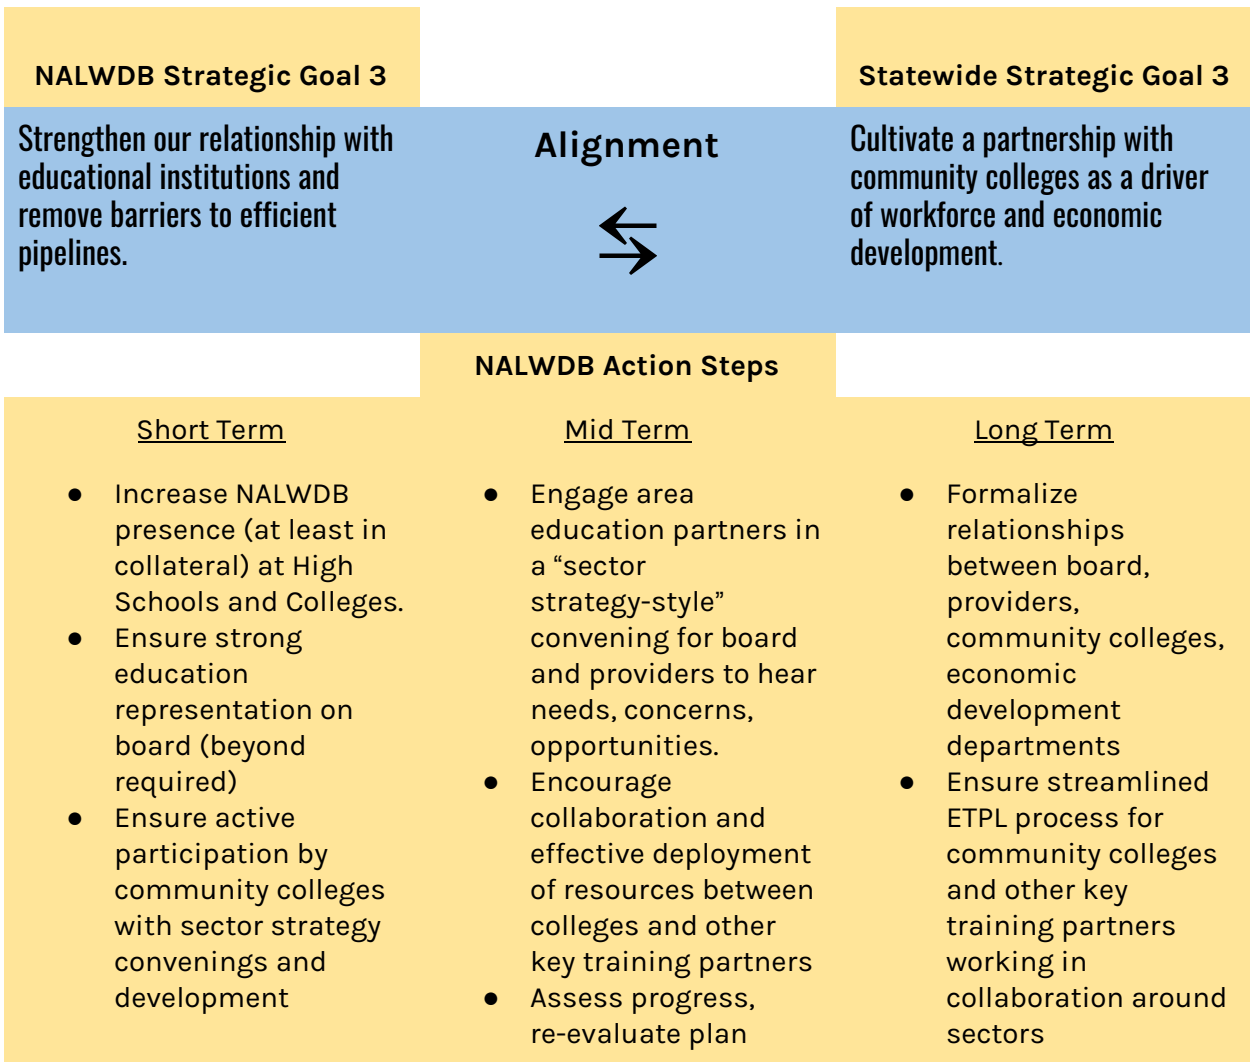 NALWDB Strategic Goal 3
Statewide Strategic Goal 3
Strengthen our relationship with
educational institutions and
remove barriers to efficient
pipelines.
Alignment
Cultivate a partnership with
community colleges as a driver
of workforce and economic
development.
NALWDB Action Steps
Short Term
● Increase NALWDB
presence (at least in
collateral) at High
Schools and Colleges.
● Ensure strong
education
representation on
board (beyond
required)
● Ensure active
participation by
community colleges
with sector strategy
convenings and
development
Mid Term
● Engage area
education partners in
a “sector
strategy-style”
convening for board
and providers to hear
needs, concerns,
opportunities.
● Encourage
collaboration and
effective deployment
of resources between
colleges and other
key training partners
● Assess progress,
re-evaluate plan
Long Term
● Formalize
relationships
between board,
providers,
community colleges,
economic
development
departments
● Ensure streamlined
ETPL process for
community colleges
and other key
training partners
working in
collaboration around
sectors